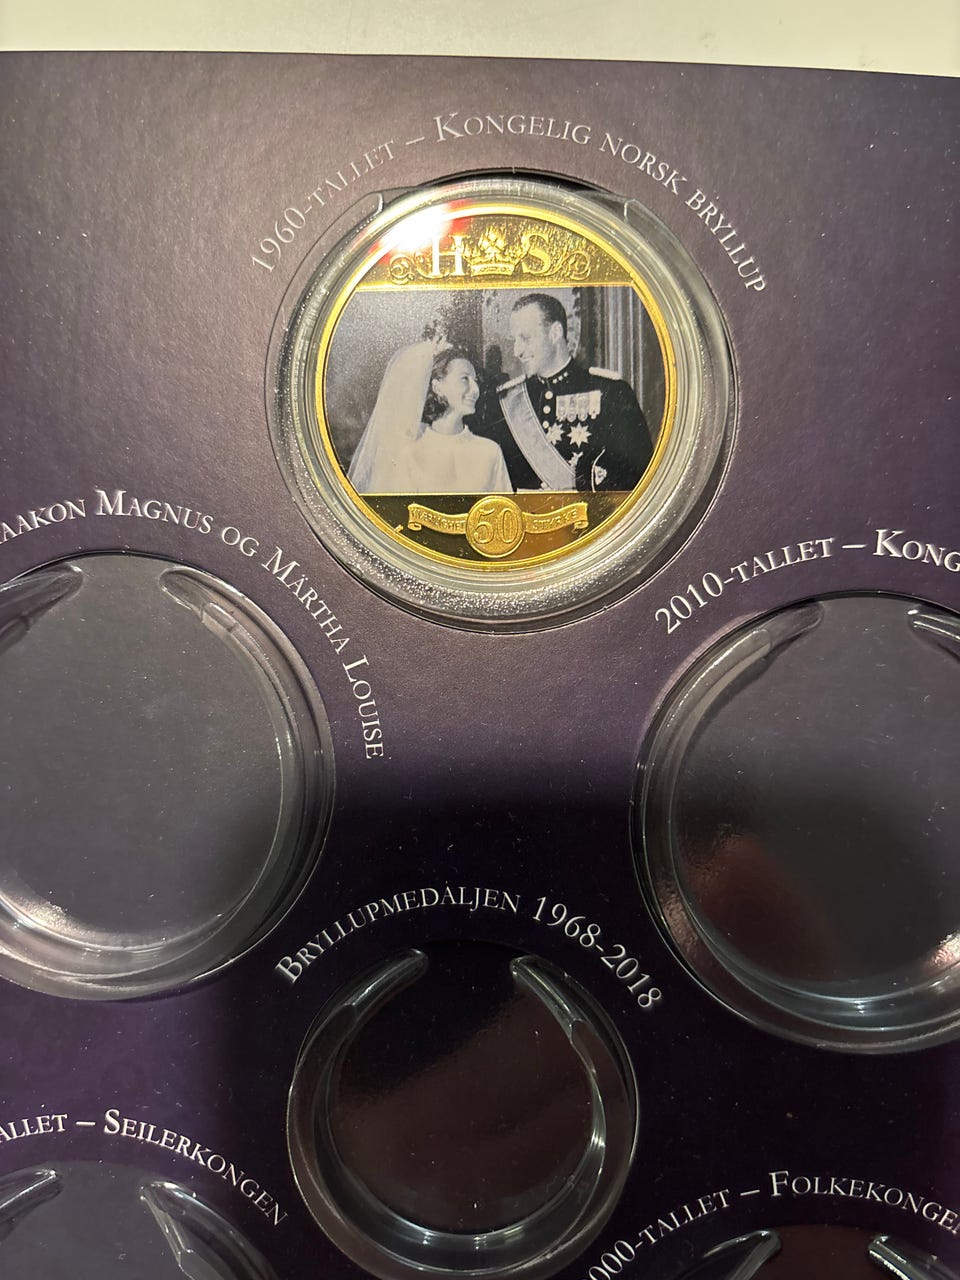 1960-TALLET – KONGELIG NORSK BRYLLUP
H S
50
AAKON MAGNUS OG MÄRTHA LOUISE
2010-TALLET – KONG
BRYLLUPMEDALJEN 1968-2018
ALLET – SEILERKONGEN
000-TALLET – FOLKEKONGEN